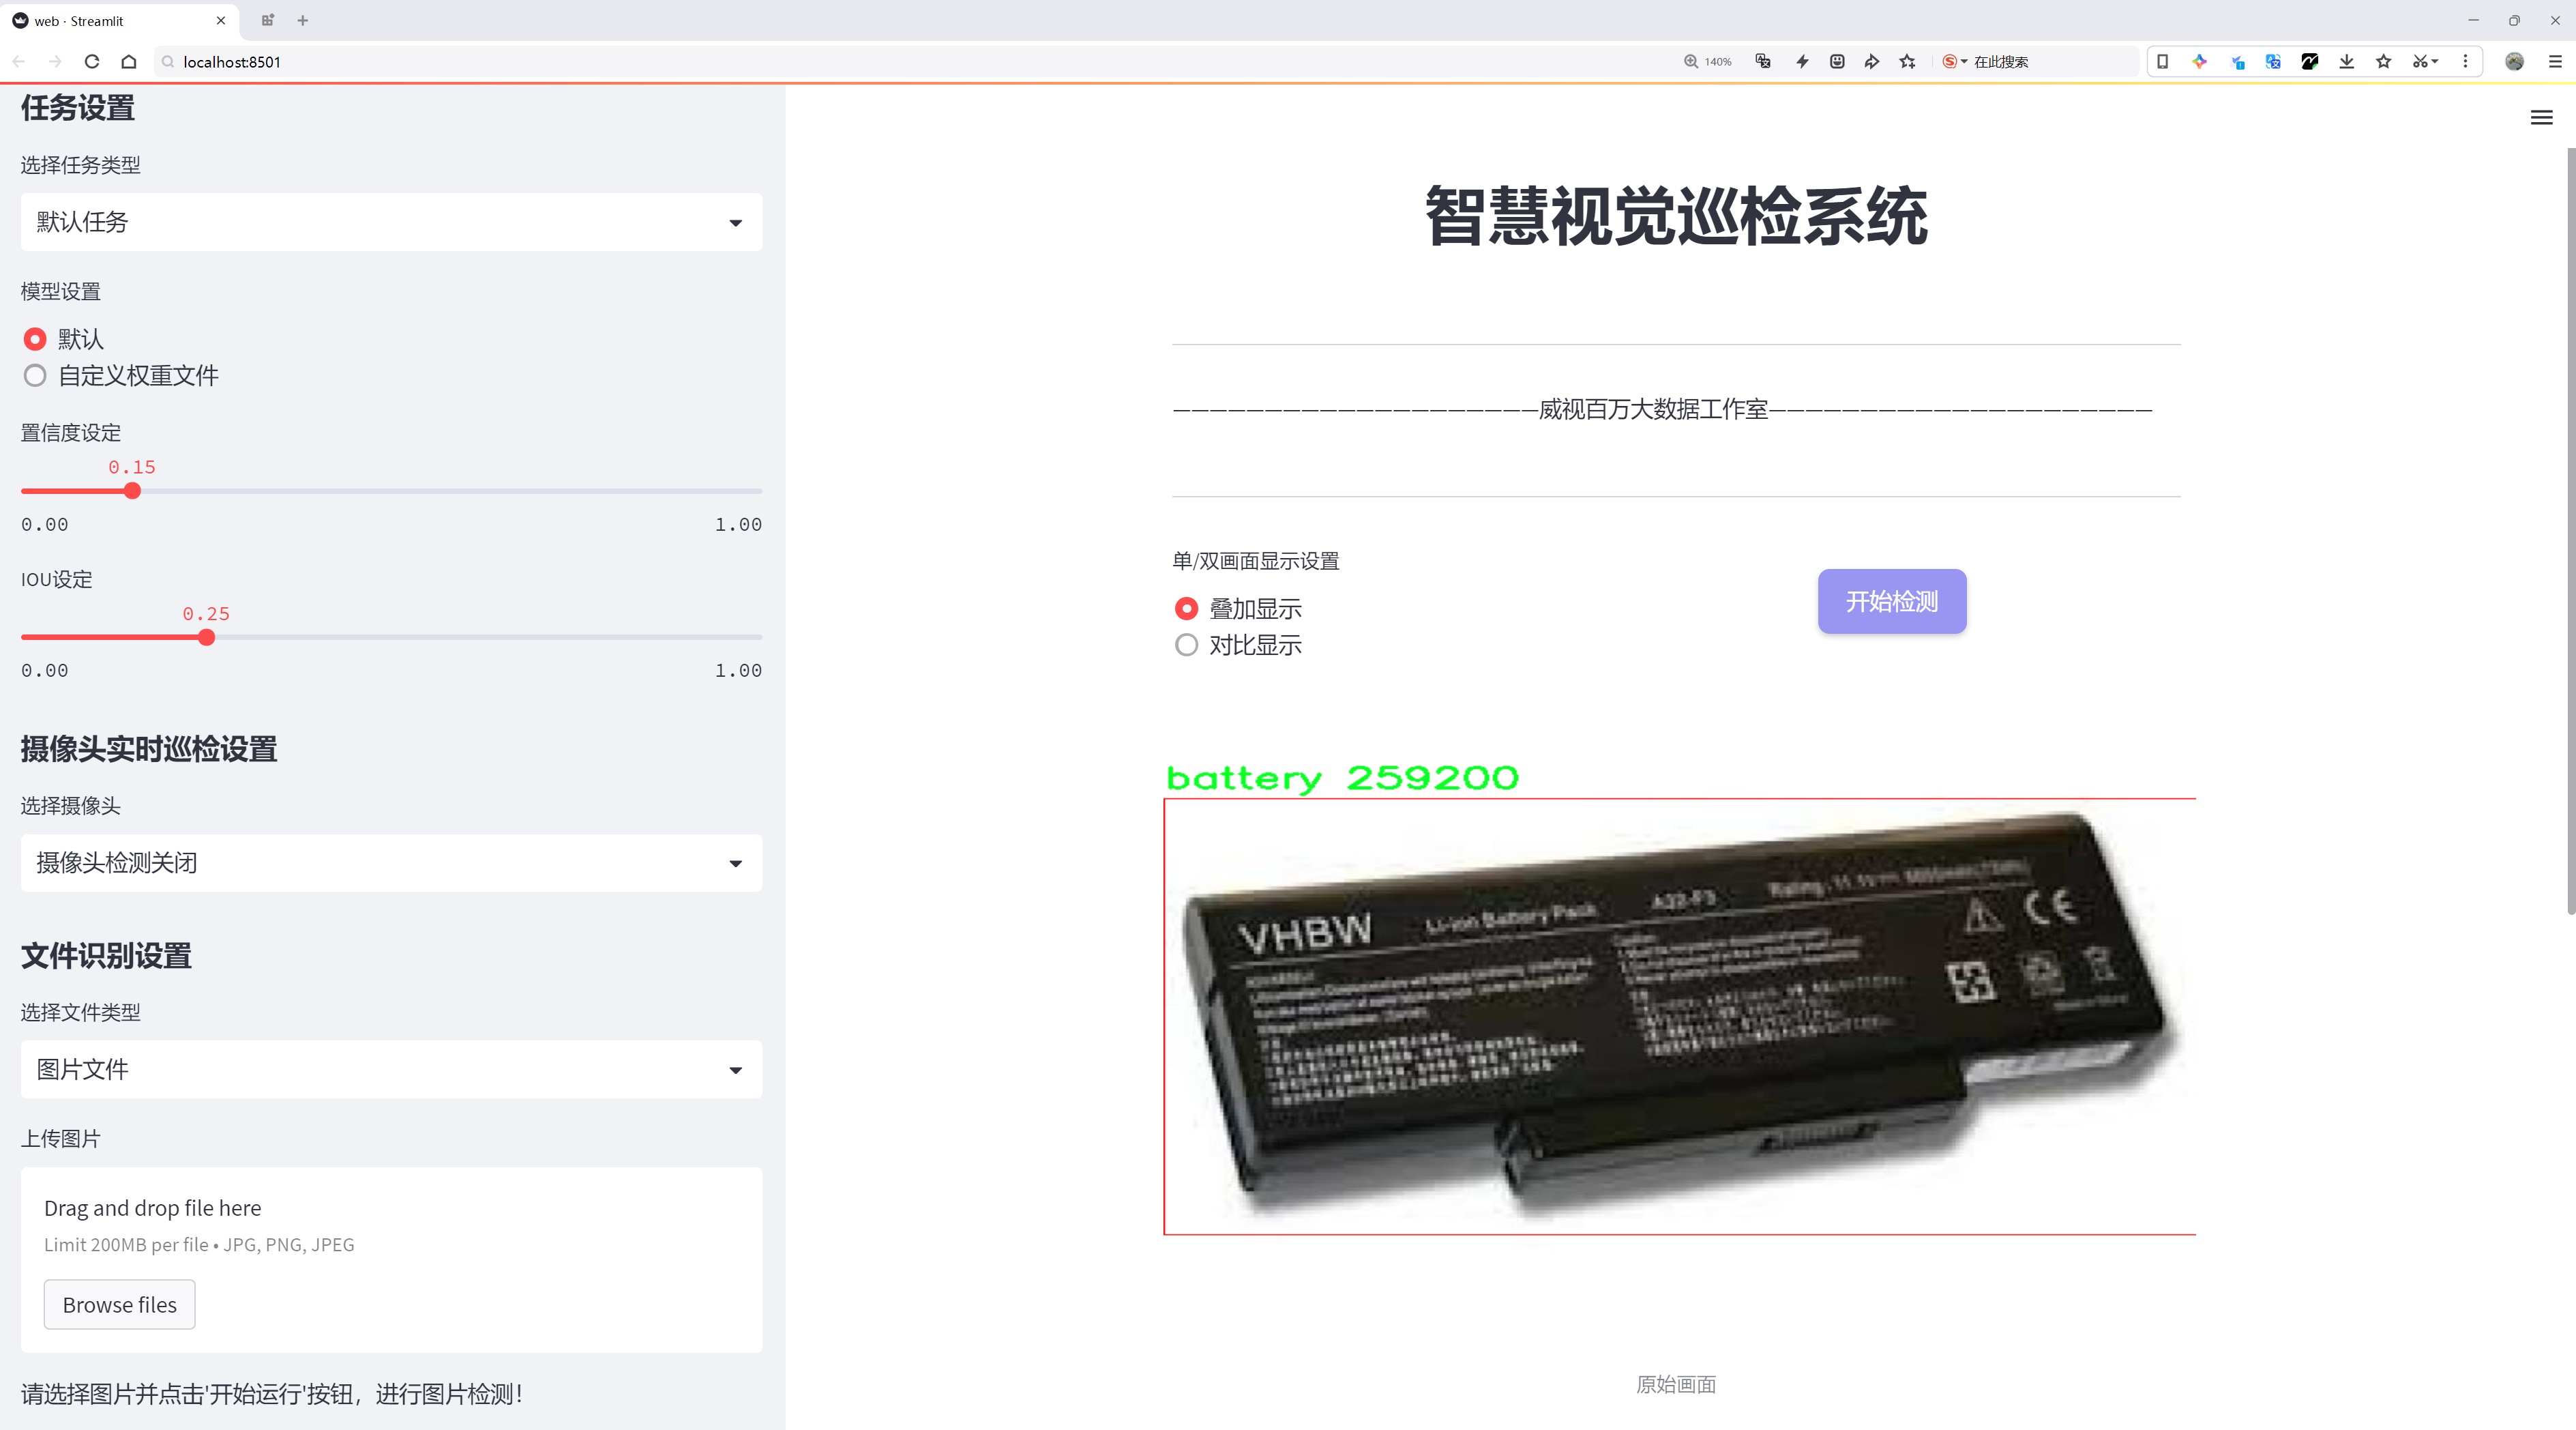 web · Streamlit
localhost:8501
140%
在此搜索
任务设置
选择任务类型
默认任务
模型设置
默认
自定义权重文件
置信度设定
0.15
0.00 1.00
IOU设定
0.25
0.00 1.00
摄像头实时巡检设置
选择摄像头
摄像头检测关闭
文件识别设置
选择文件类型
图片文件
上传图片
Drag and drop file here
Limit 200MB per file • JPG, PNG, JPEG
Browse files
请选择图片并点击'开始运行'按钮，进行图片检测！
智慧视觉巡检系统
————————————————————威视百万大数据工作室—————————————————————
单/双画面显示设置
叠加显示
对比显示
开始检测
battery 259200
VHBW Li-ion Battery Pack A32-F3 Rating
CE
原始画面